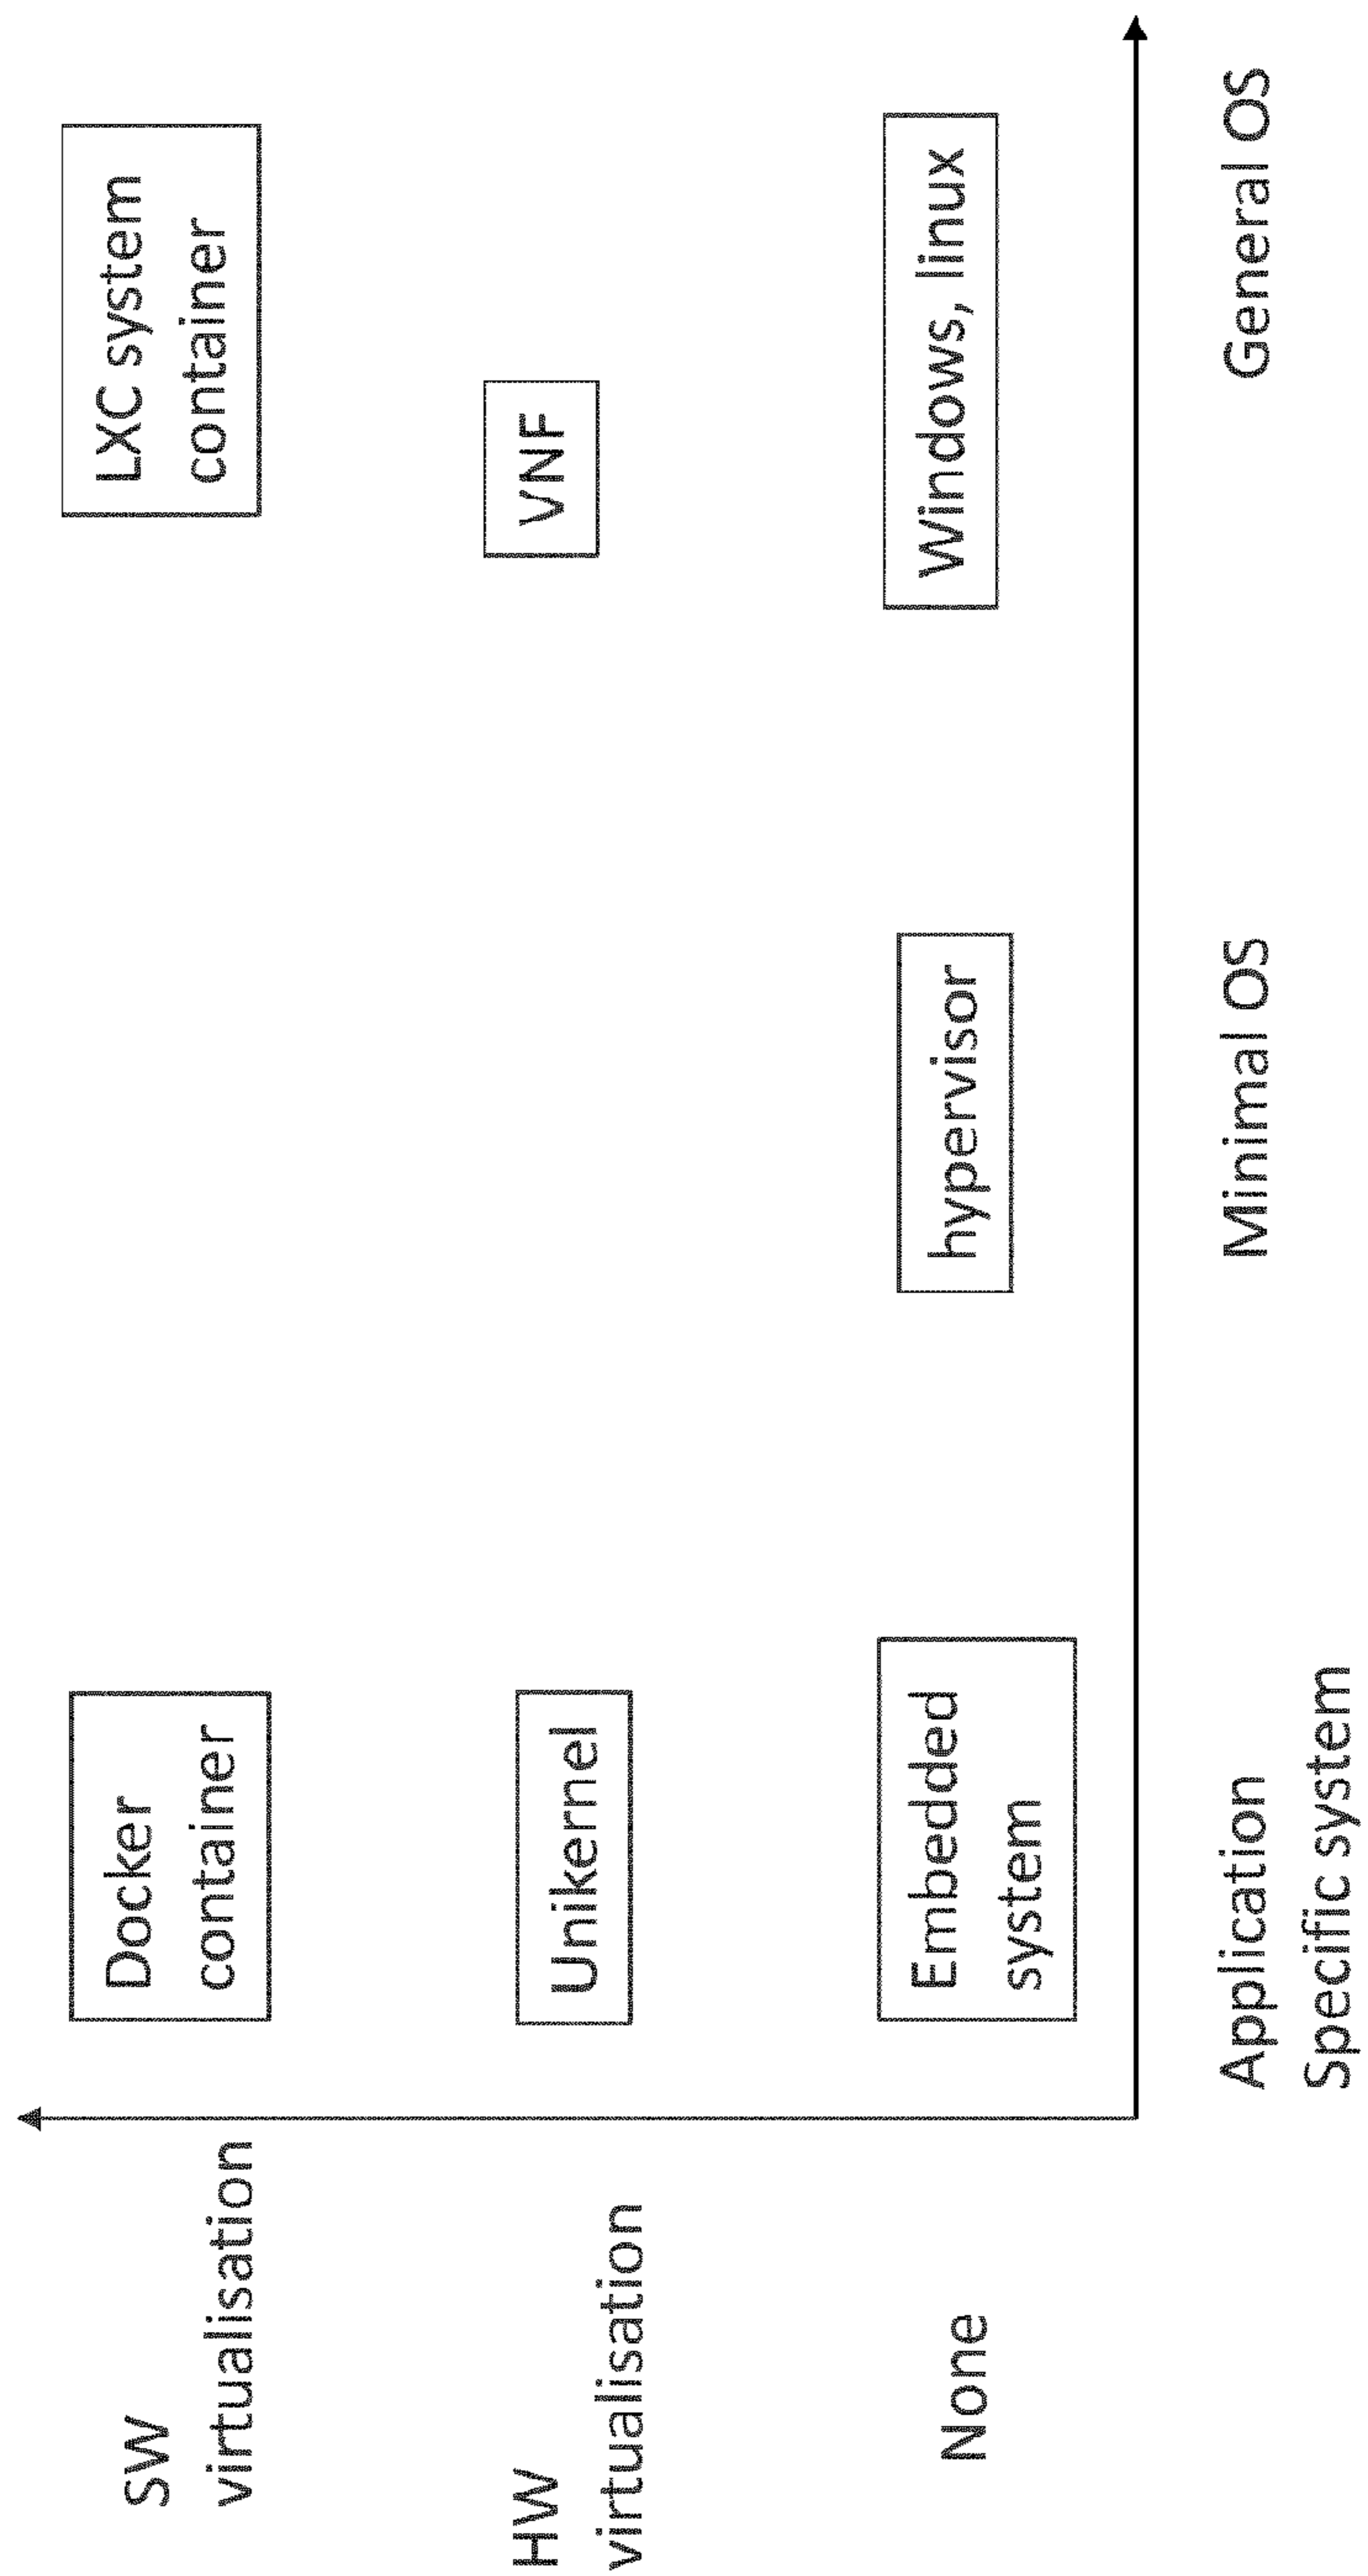 SW
virtualisation
Docker
container
LXC system
container
HW
virtualisation
Unikernel
VNF
None
Embedded
system
hypervisor
Windows, linux
Application
Specific system
Minimal OS
General OS